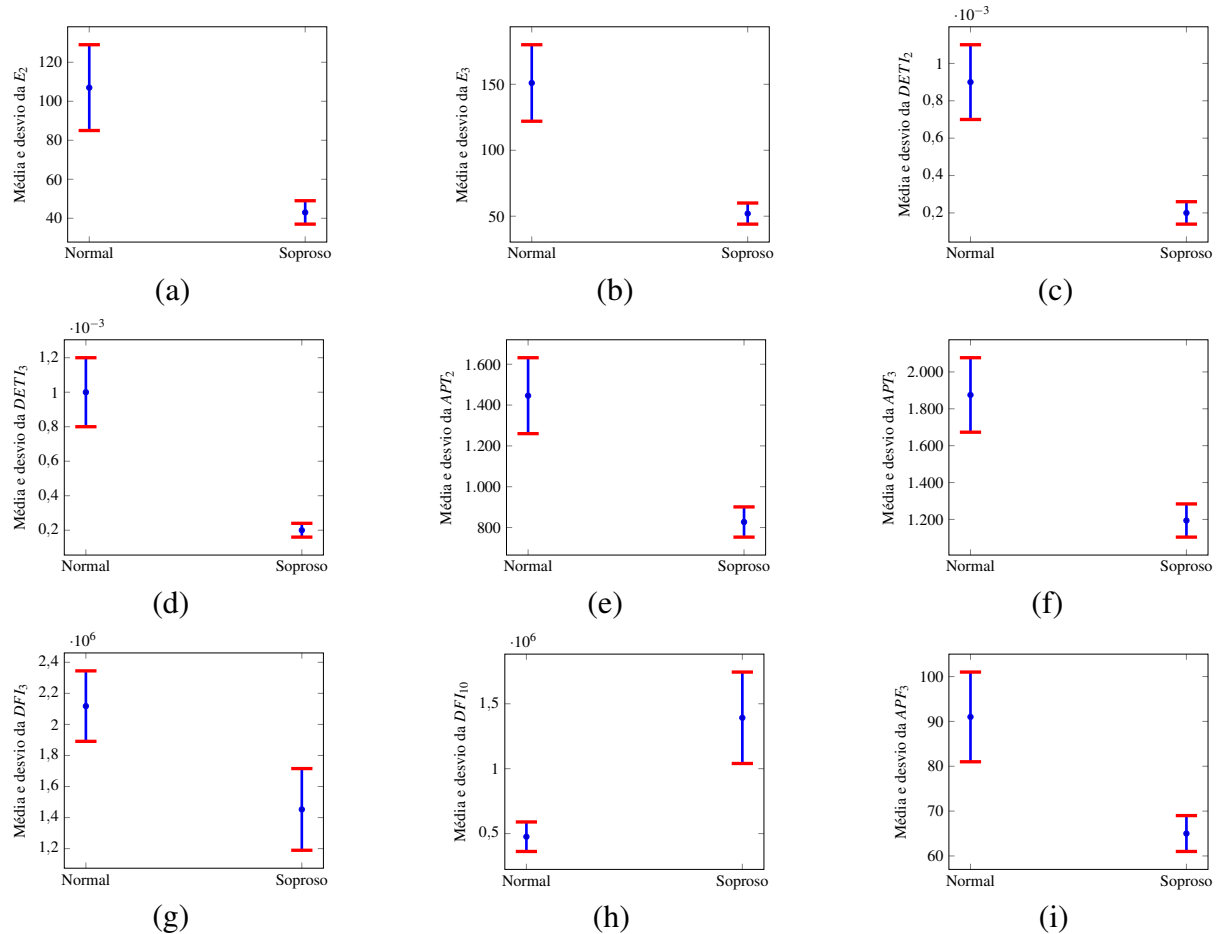 Média e desvio da E2
120
100
80
60
40
Normal Soproso
(a)
Média e desvio da E3
150
100
50
Normal Soproso
(b)
·10−3
Média e desvio da DETI2
1
0,8
0,6
0,4
0,2
Normal Soproso
(c)
·10−3
Média e desvio da DETI3
1,2
1
0,8
0,6
0,4
0,2
Normal Soproso
(d)
Média e desvio da APT2
1.600
1.400
1.200
1.000
800
Normal Soproso
(e)
Média e desvio da APT3
2.000
1.800
1.600
1.400
1.200
Normal Soproso
(f)
·106
Média e desvio da DFI3
2,4
2,2
2
1,8
1,6
1,4
1,2
Normal Soproso
(g)
·106
Média e desvio da DFI10
1,5
1
0,5
Normal Soproso
(h)
Média e desvio da APF3
100
90
80
70
60
Normal Soproso
(i)